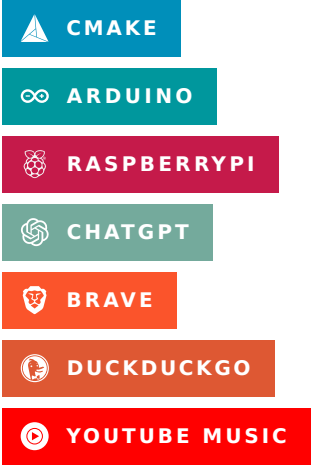 CMAKE
ARDUINO
RASPBERRYPI
CHATGPT
BRAVE
DUCKDUCKGO
YOUTUBE MUSIC